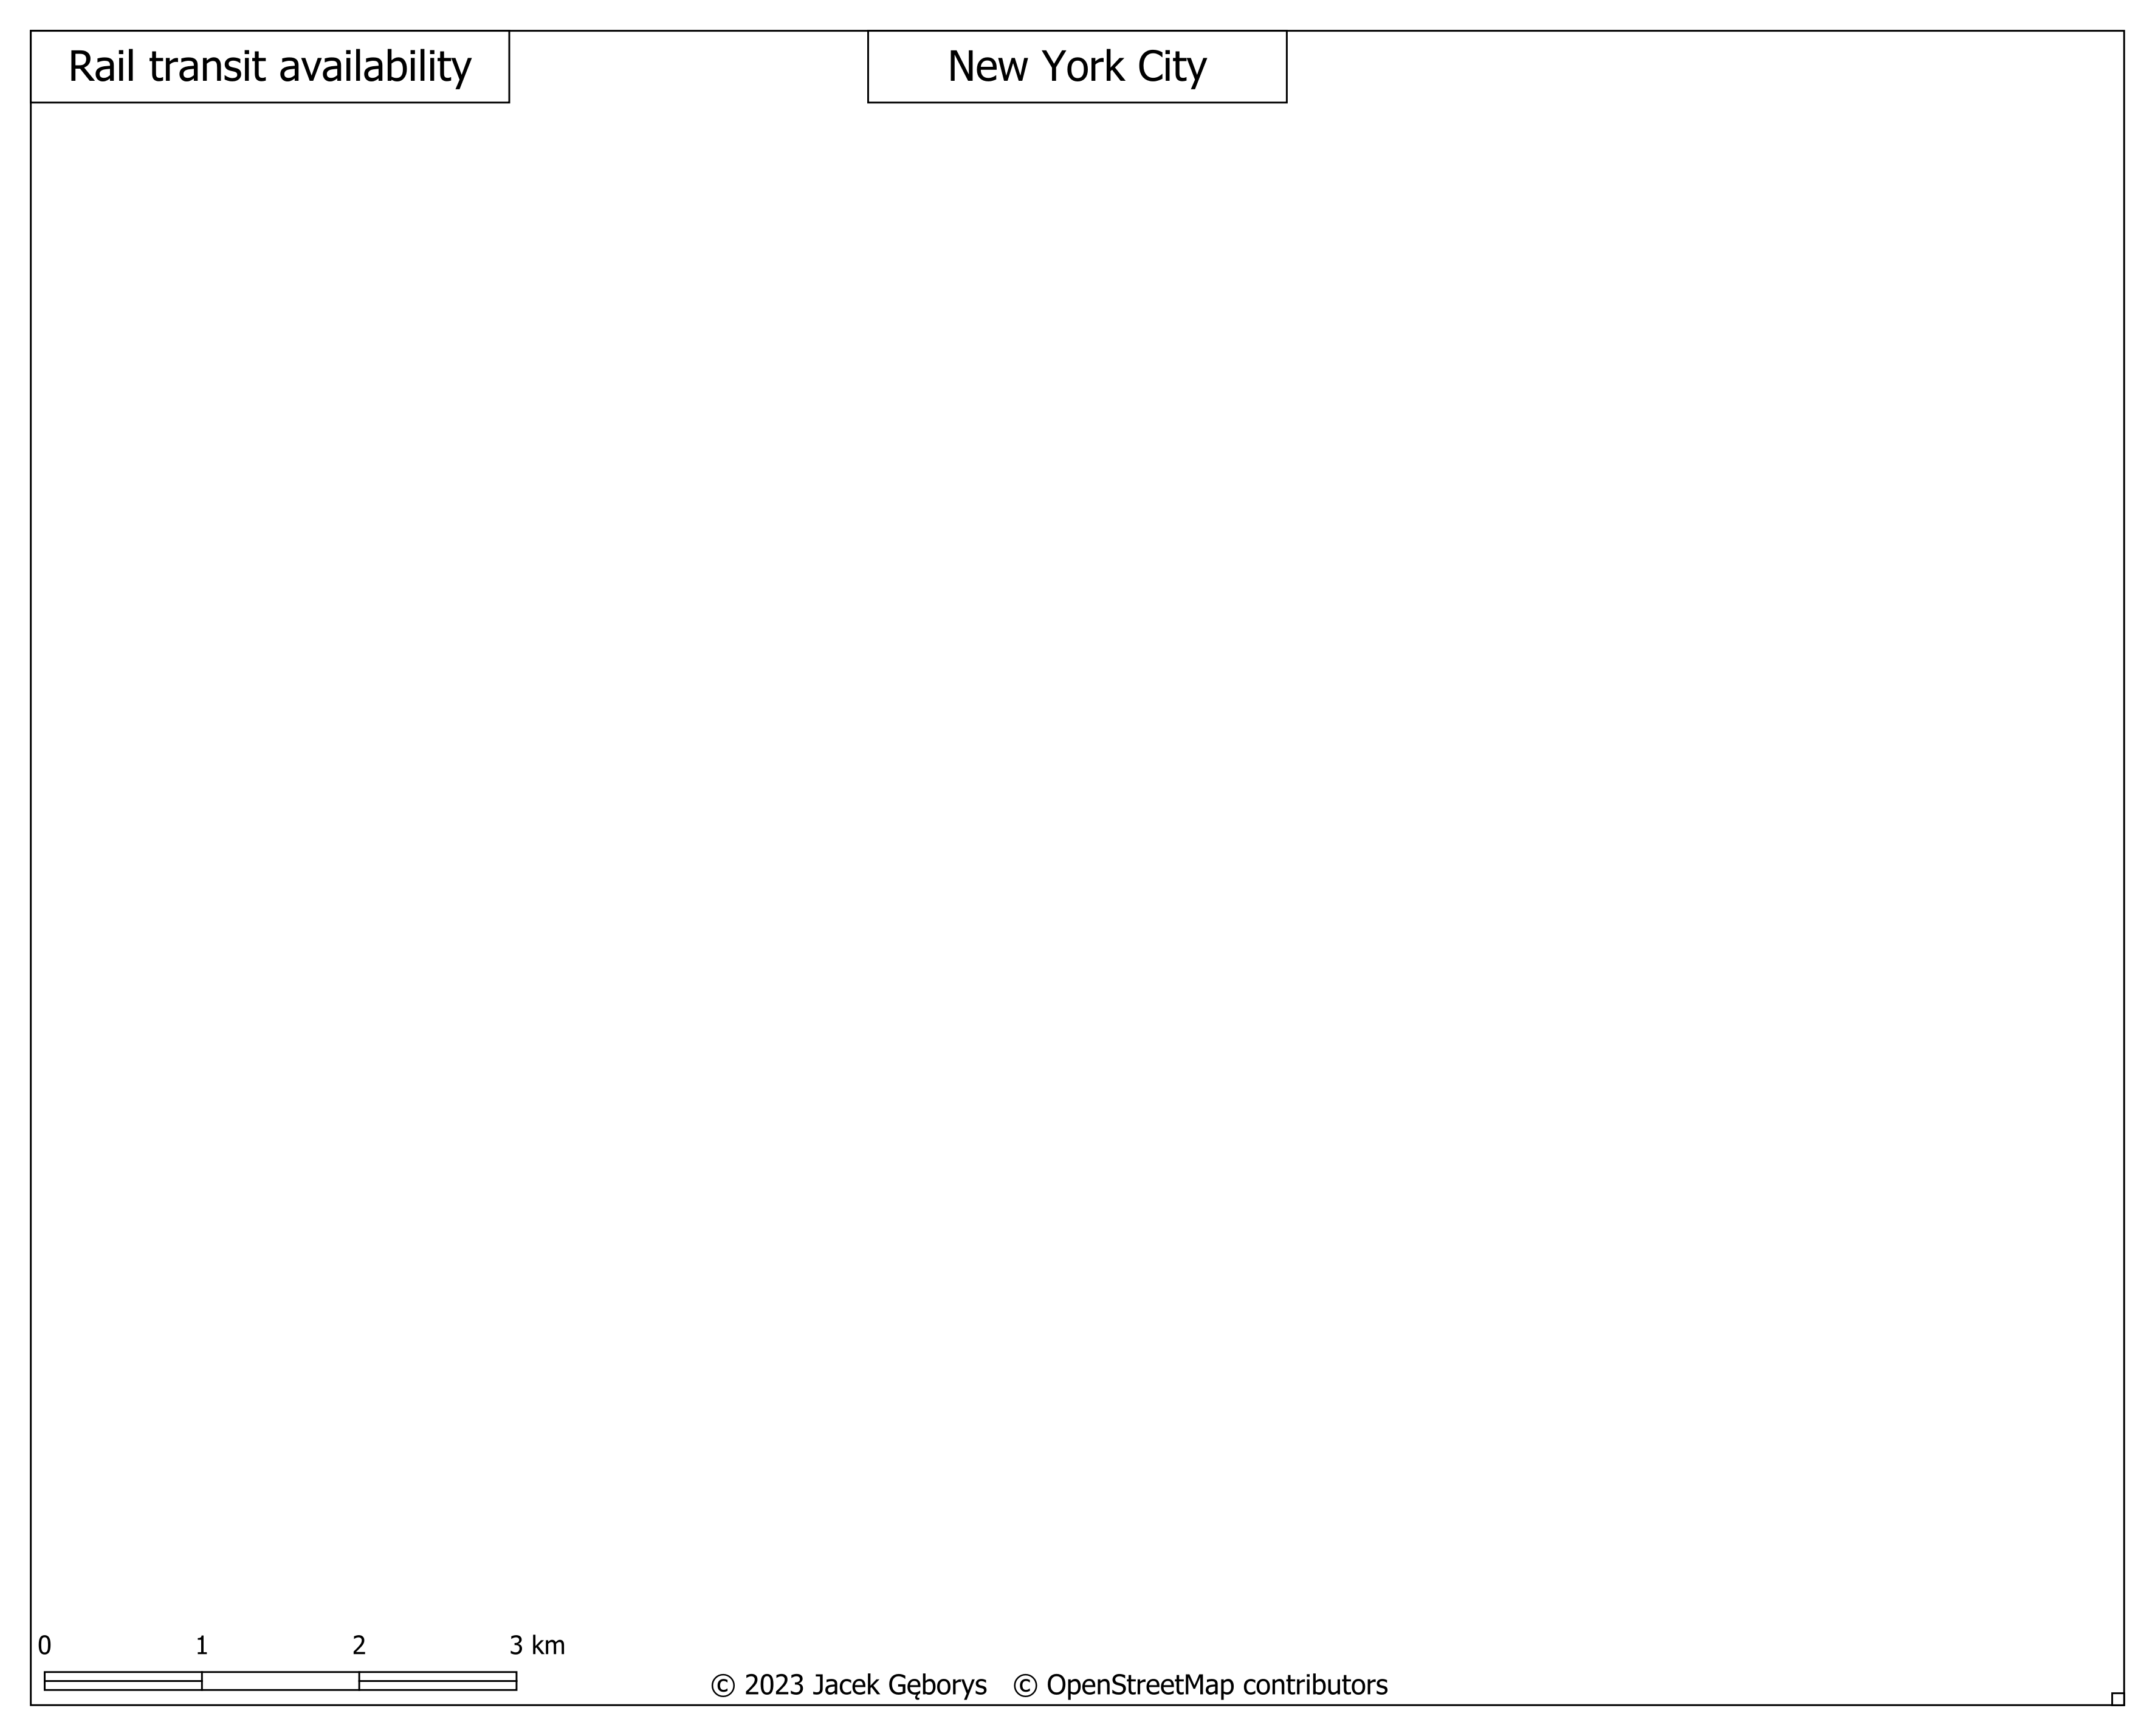 Rail transit availability
New York City
0 1 2 3 km
© 2023 Jacek Gęborys © OpenStreetMap contributors